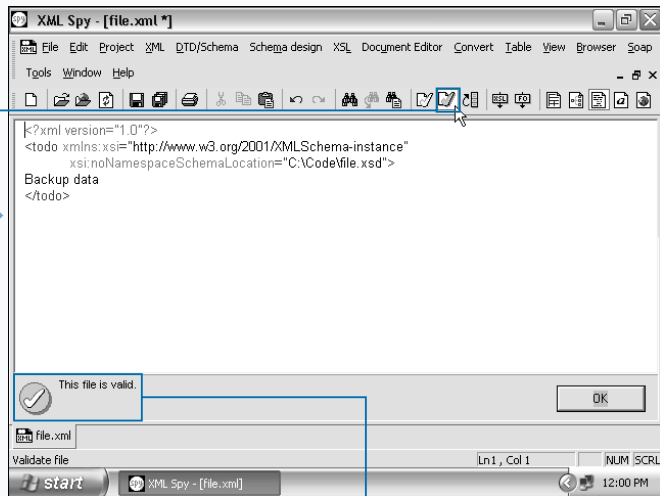 XML Spy - [file.xml *]
File Edit Project XML DTD/Schema Schema design XSL Document Editor Convert Table View Browser Soap
Tools Window Help
<?xml version="1.0"?>
<todo xmlns:xsi="http://www.w3.org/2001/XMLSchema-instance"
xsi:noNamespaceSchemaLocation="C:\Code\file.xsd">
Backup data
</todo>
This file is valid.
OK
file.xml
Validate file Ln1, Col 1 NUM SCRL
start XML Spy - [file.xml] 12:00 PM